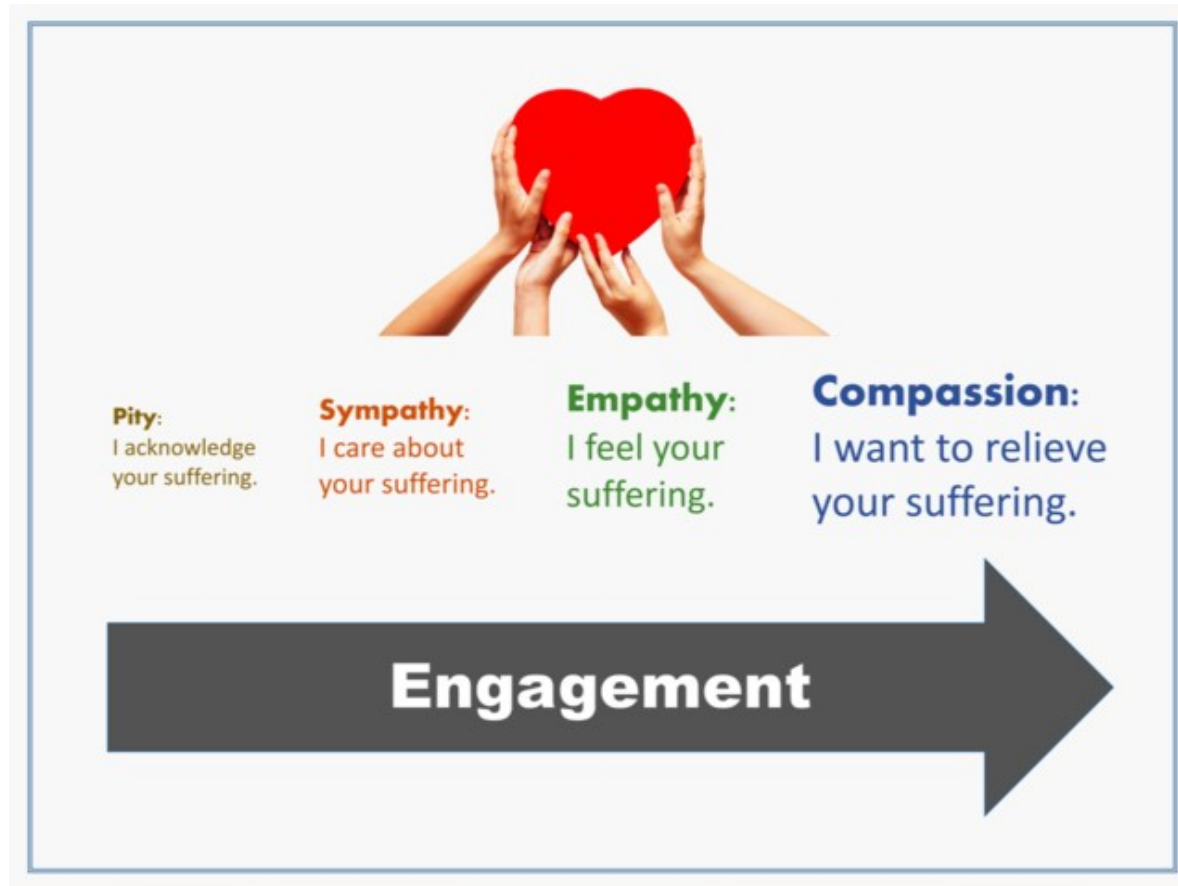 Pity:
I acknowledge
your suffering.
Sympathy:
I care about
your suffering.
Empathy:
I feel your
suffering.
Compassion:
I want to relieve
your suffering.
Engagement